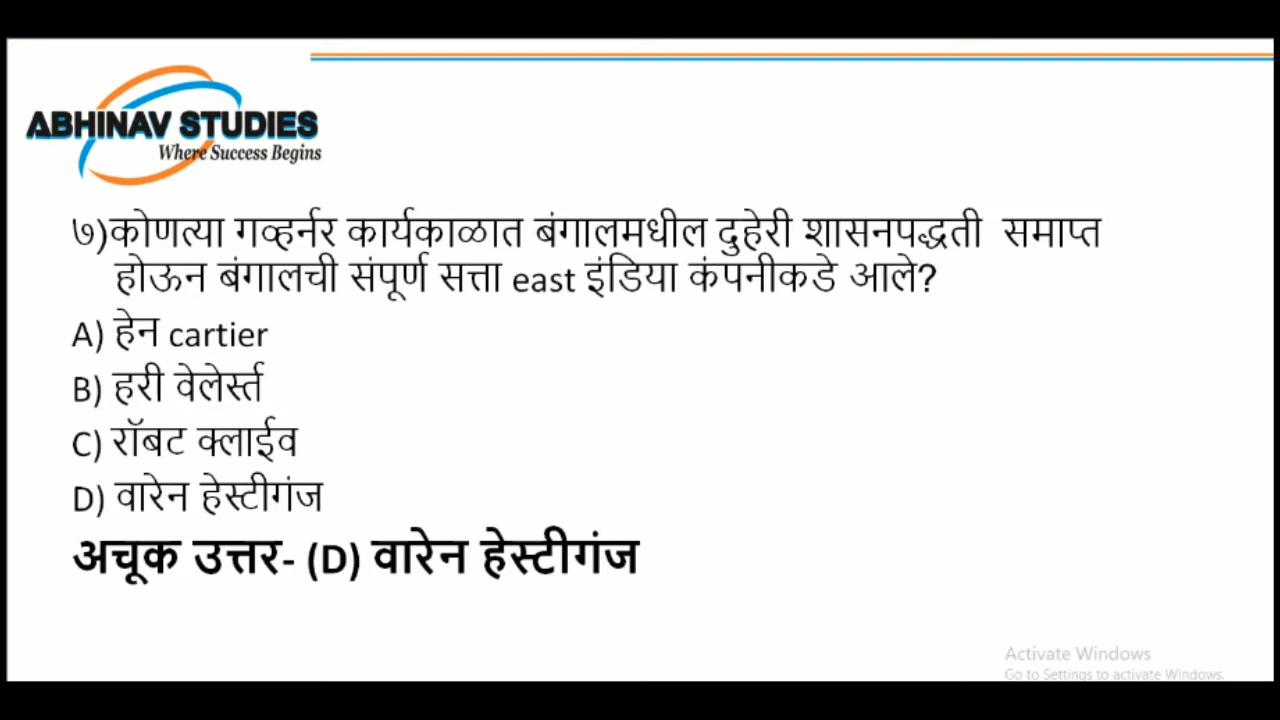 ABHINAV STUDIES
Where Success Begins
७)कोणत्या गव्हर्नर कार्यकाळात बंगालमधील दुहेरी शासनपद्धती समाप्त
होऊन बंगालची संपूर्ण सत्ता east इंडिया कंपनीकडे आले?
A) हेन cartier
B) हरी वेलेर्स्त
C) रॉबट क्लाईव
D) वारेन हेस्टीगंज
अचूक उत्तर- (D) वारेन हेस्टीगंज
Activate Windows
Go to Settings to activate Windows.